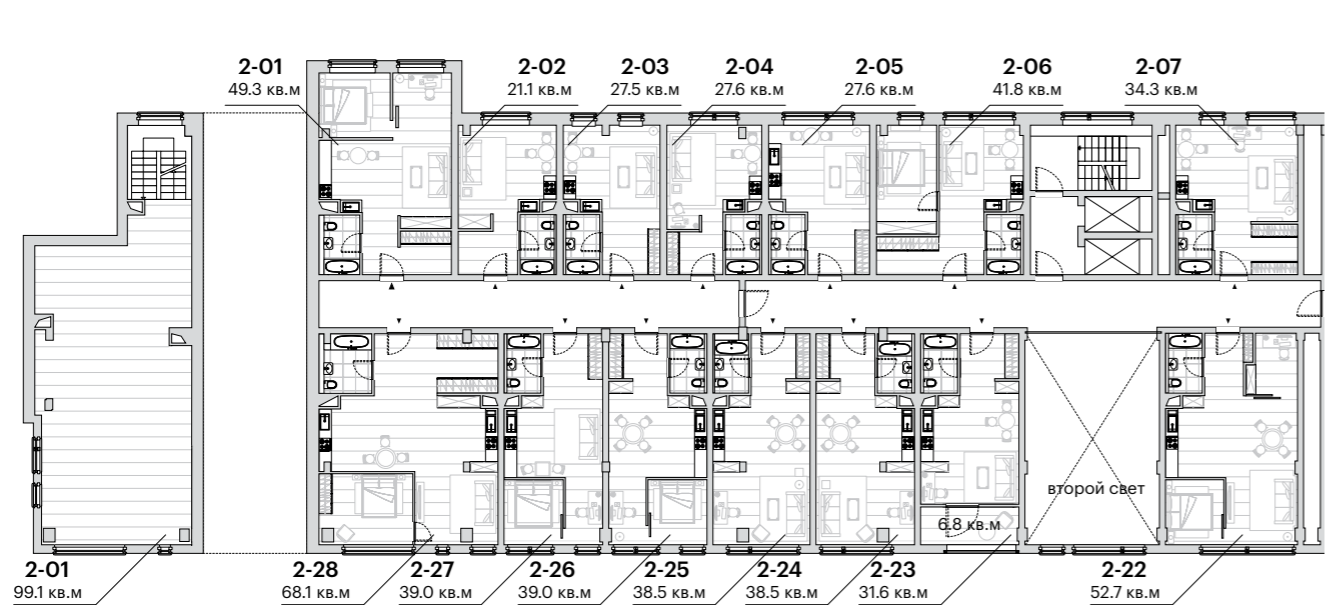 2-01
49.3 кв.м
2-02
21.1 кв.м
2-03
27.5 кв.м
2-04
27.6 кв.м
2-05
27.6 кв.м
2-06
41.8 кв.м
2-07
34.3 кв.м
второй свет
6.8 кв.м
2-01
99.1 кв.м
2-28
68.1 кв.м
2-27
39.0 кв.м
2-26
39.0 кв.м
2-25
38.5 кв.м
2-24
38.5 кв.м
2-23
31.6 кв.м
2-22
52.7 кв.м